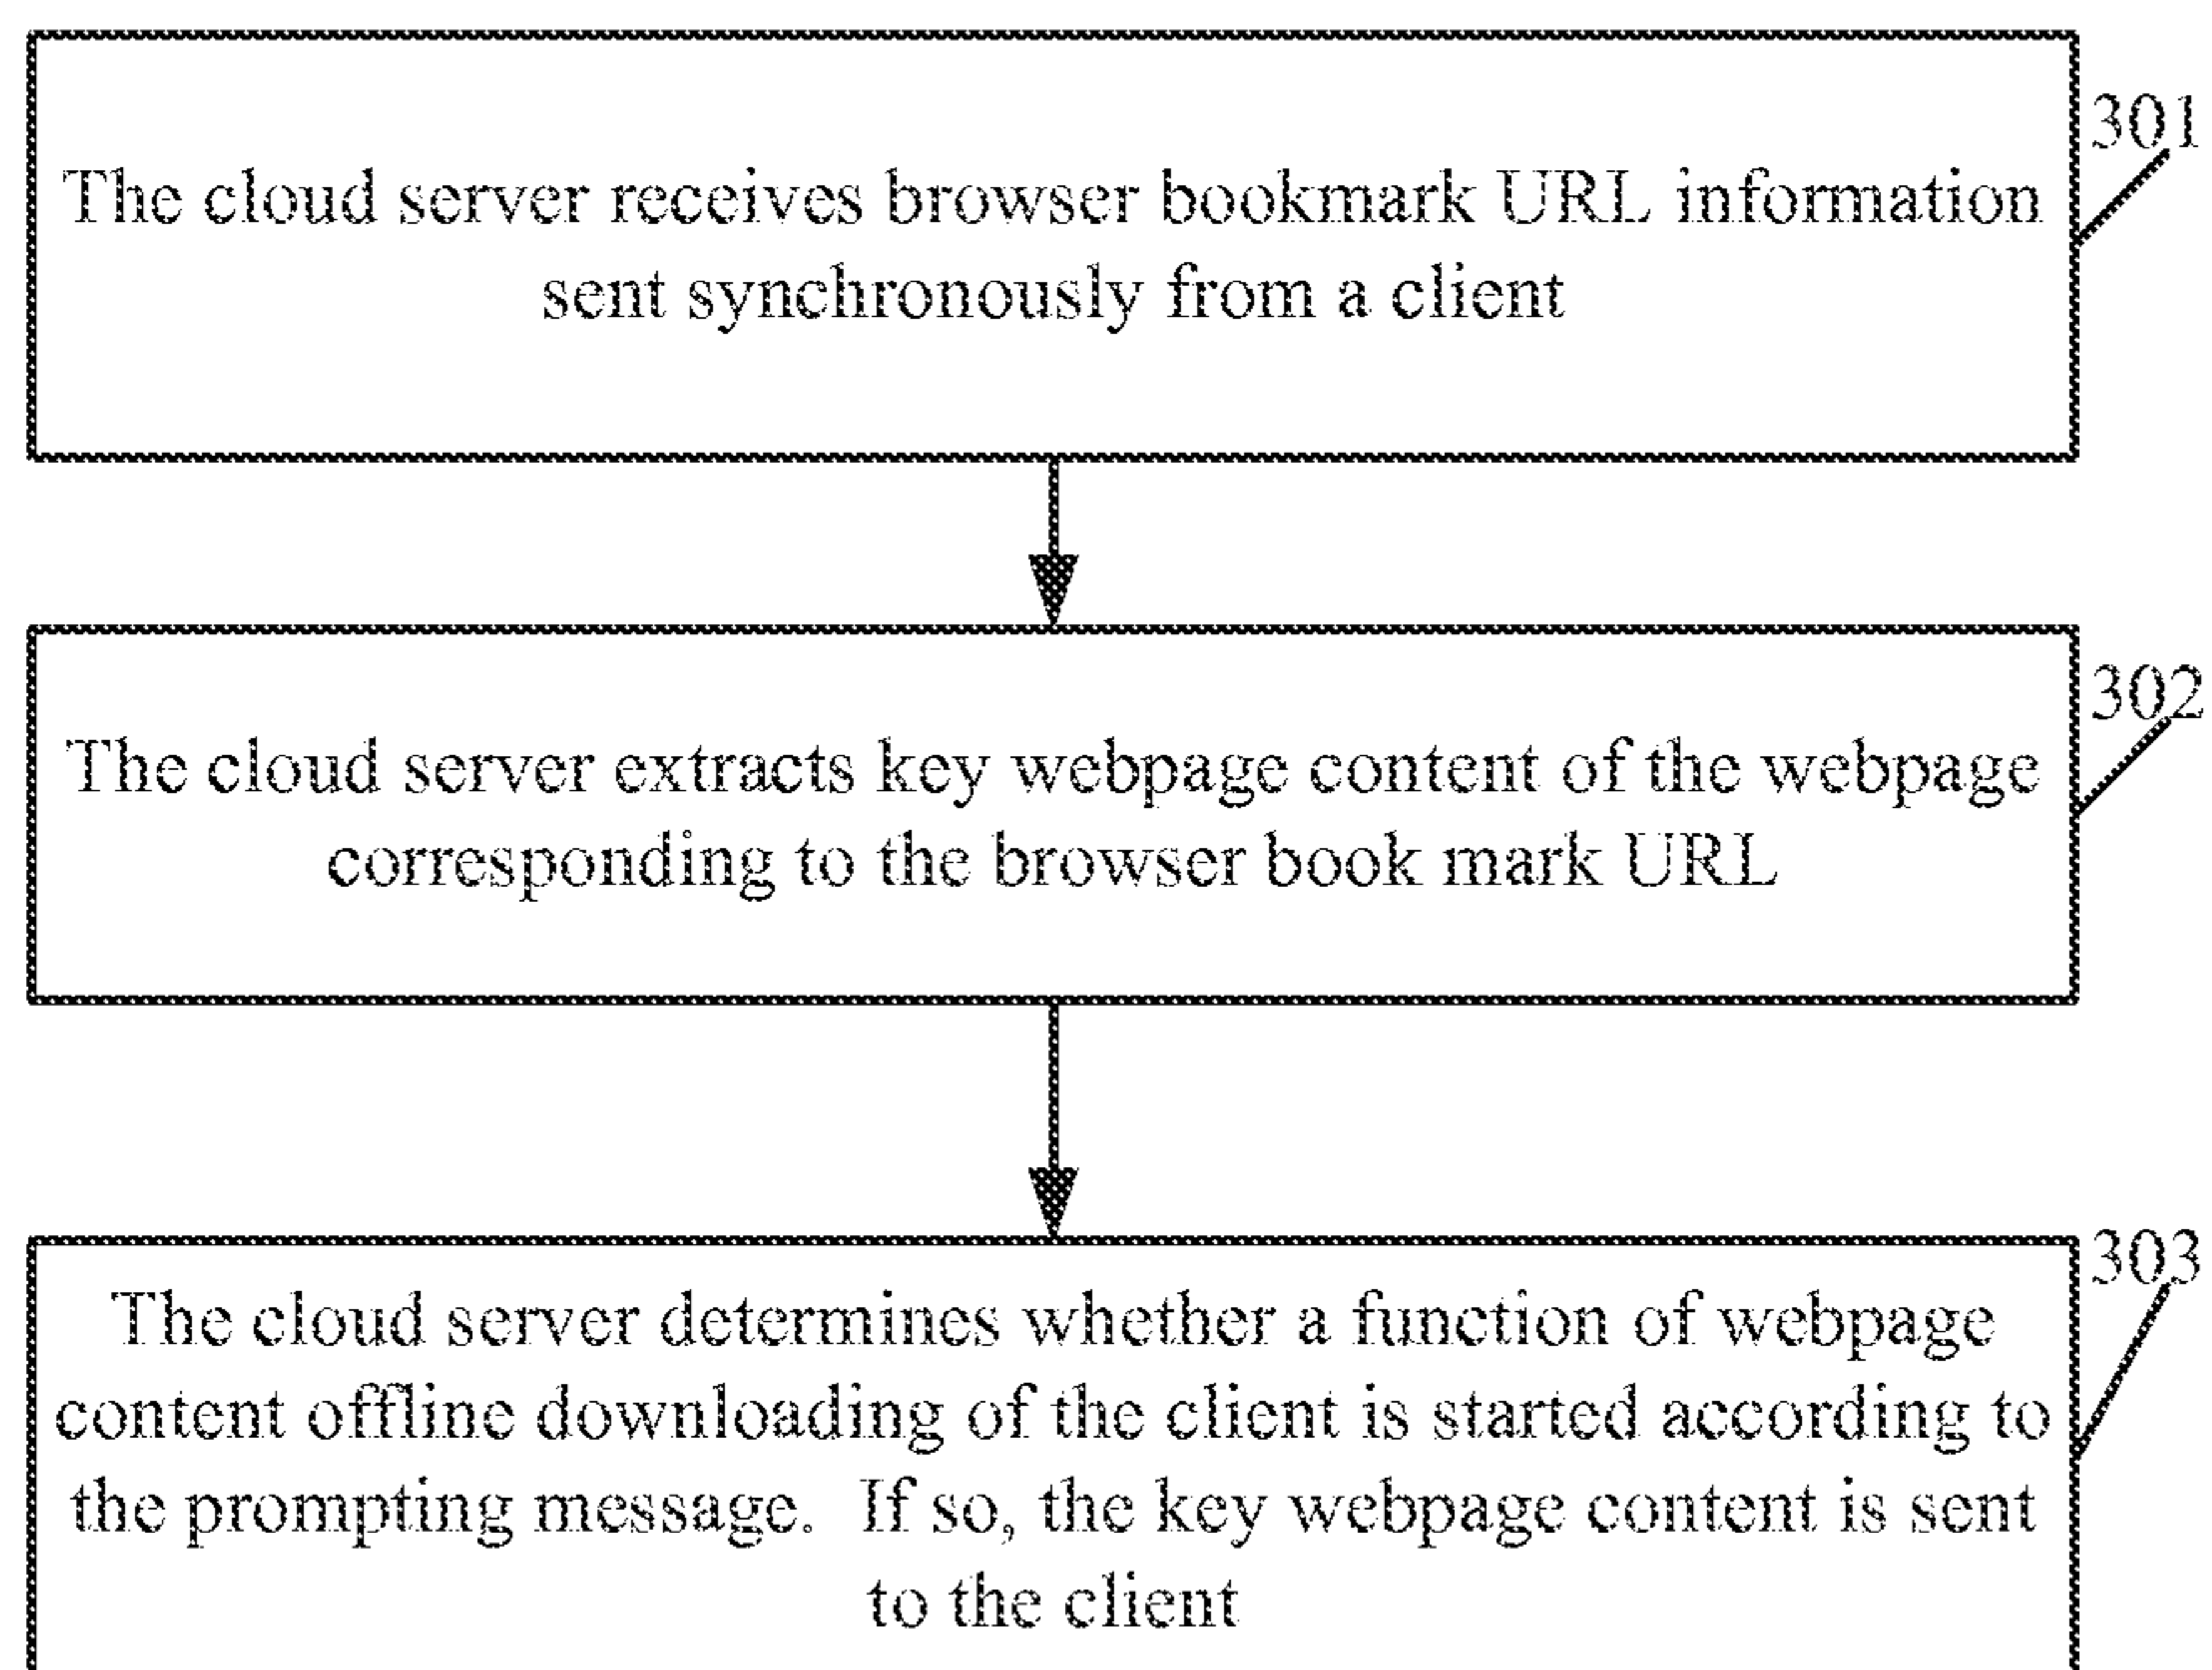 301
The cloud server receives browser bookmark URL information
sent synchronously from a client
302
The cloud server extracts key webpage content of the webpage
corresponding to the browser book mark URL
303
The cloud server determines whether a function of webpage
content offline downloading of the client is started according to
the prompting message.  If so, the key webpage content is sent
to the client